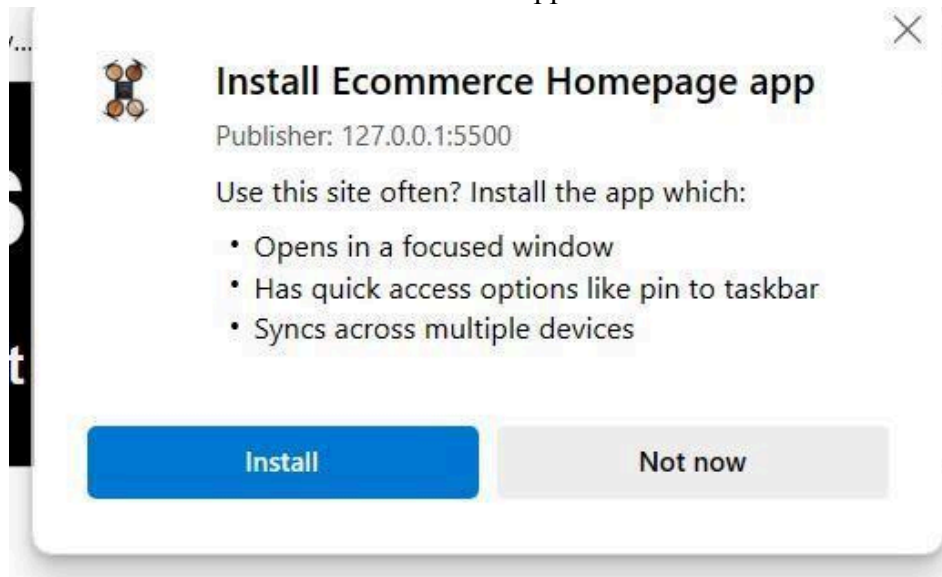 Install Ecommerce Homepage app
Publisher: 127.0.0.1:5500
Use this site often? Install the app which:
• Opens in a focused window
• Has quick access options like pin to taskbar
• Syncs across multiple devices
t
Install
Not now